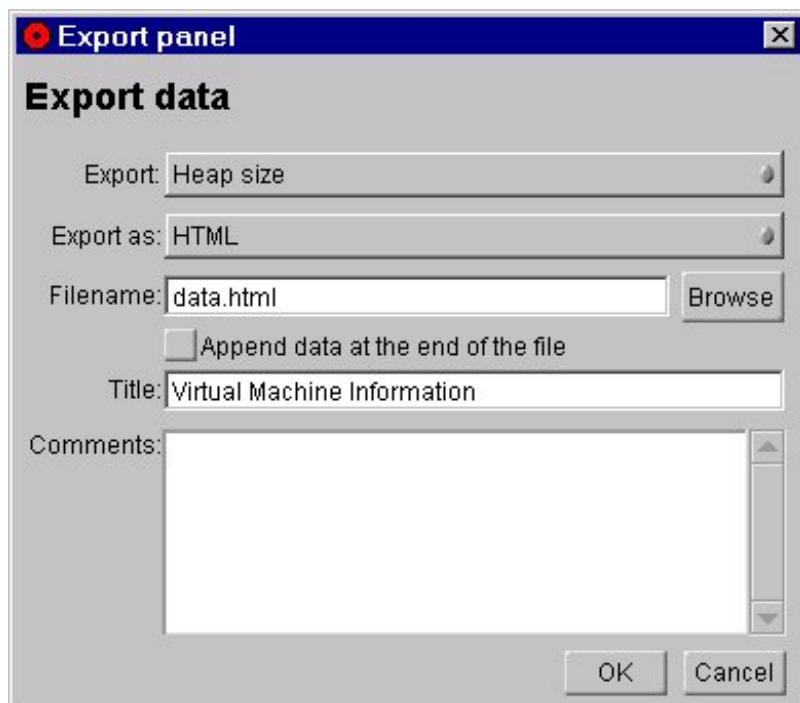 Export panel
Export data
Export: Heap size
Export as: HTML
Filename: data.html Browse
Append data at the end of the file
Title: Virtual Machine Information
Comments:
OK Cancel